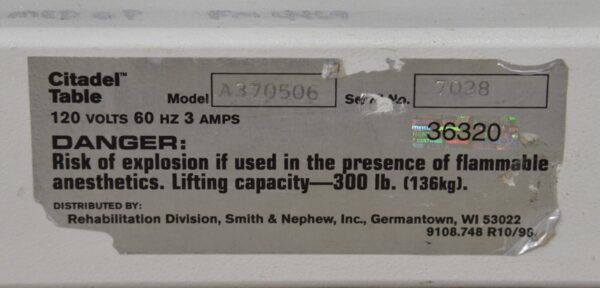 Citadel™
Table
Model A370506 Serial No. 7038
120 VOLTS 60 HZ 3 AMPS
36320
DANGER:
Risk of explosion if used in the presence of flammable
anesthetics. Lifting capacity—300 lb. (136kg).
DISTRIBUTED BY:
Rehabilitation Division, Smith & Nephew, Inc., Germantown, WI 53022
9108.748 R10/96